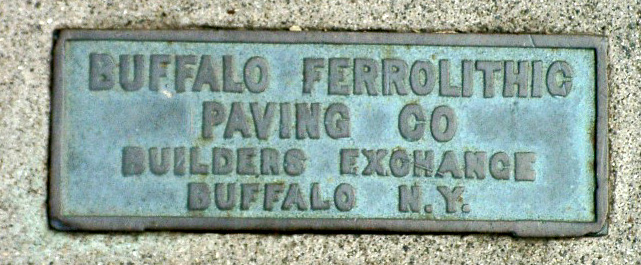 BUFFALO FERROLITHIC
PAVING CO
BUILDERS EXCHANGE
BUFFALO N.Y.